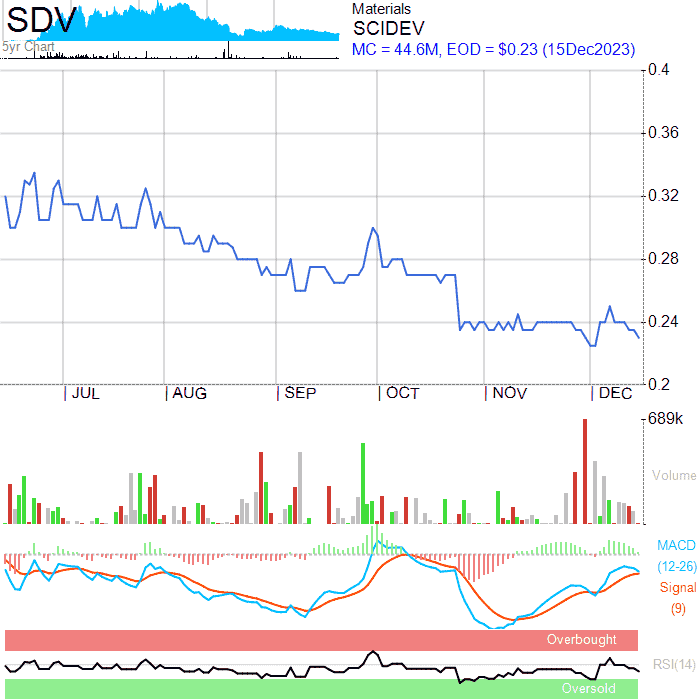 SDV
5yr Chart
Materials
SCIDEV
MC = 44.6M, EOD = $0.23 (15Dec2023)
0.4
0.36
0.32
0.28
0.24
0.2
JUL AUG SEP OCT NOV DEC
689k
Volume
MACD
(12-26)
Signal
(9)
Overbought
RSI(14)
Oversold